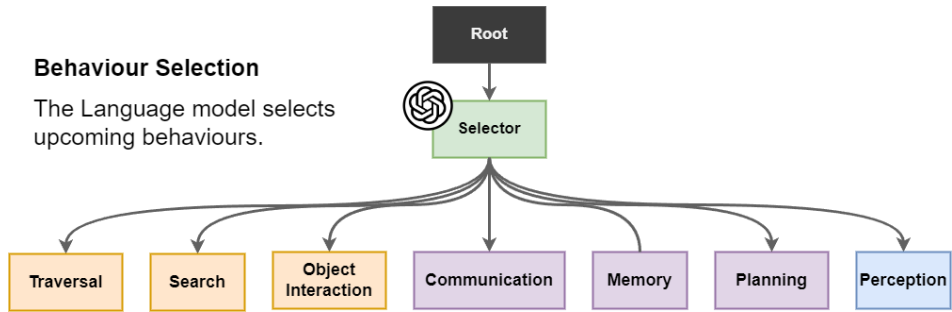 Root
Behaviour Selection
The Language model selects
upcoming behaviours.
Selector
Traversal
Search
Object
Interaction
Communication
Memory
Planning
Perception